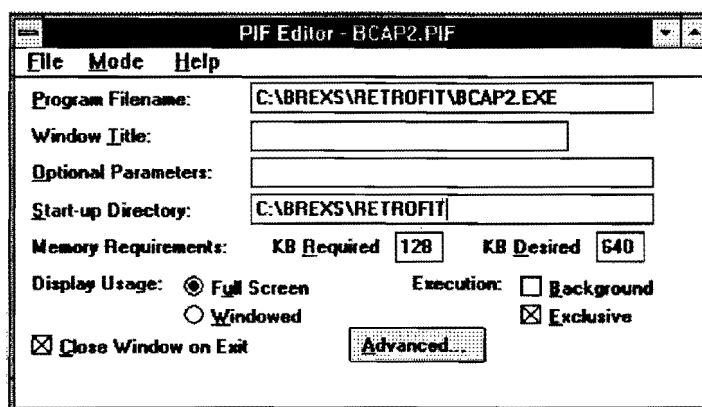 PIF Editor - BCAP2.PIF
File Mode Help
Program Filename: C:\BREXS\RETROFIT\BCAP2.EXE
Window Title:
Optional Parameters:
Start-up Directory: C:\BREXS\RETROFIT
Memory Requirements: KB Required 128 KB Desired 640
Display Usage: Full Screen Execution: Background
Windowed Exclusive
Close Window on Exit Advanced...